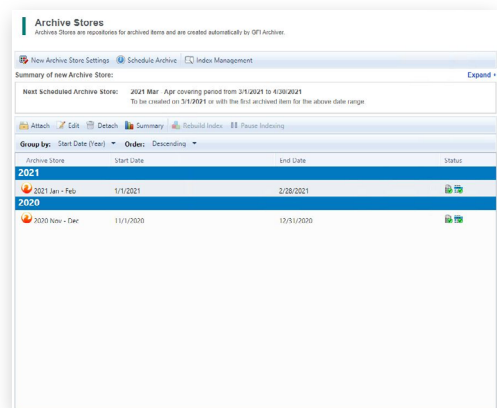 Archive Stores
Archives Stores are repositories for archived items and are created automatically by GFI Archiver.
New Archive Store Settings Schedule Archive Index Management
Summary of new Archive Store: Expand
Next Scheduled Archive Store: 2021 Mar Apr covering period from 3/1/2021 to 4/30/2021
To be created on 3/1/2021 or with the first archived item for the above date range
Attach Edit Detach Summary Rebuild Index Pause Indexing
Group by: Start Date (Year) Order: Descending
Archive Store Start Date End Date Status
2021
2021 Jan - Feb 1/1/2021 2/28/2021
2020
2020 Nov - Dec 11/1/2020 12/31/2020